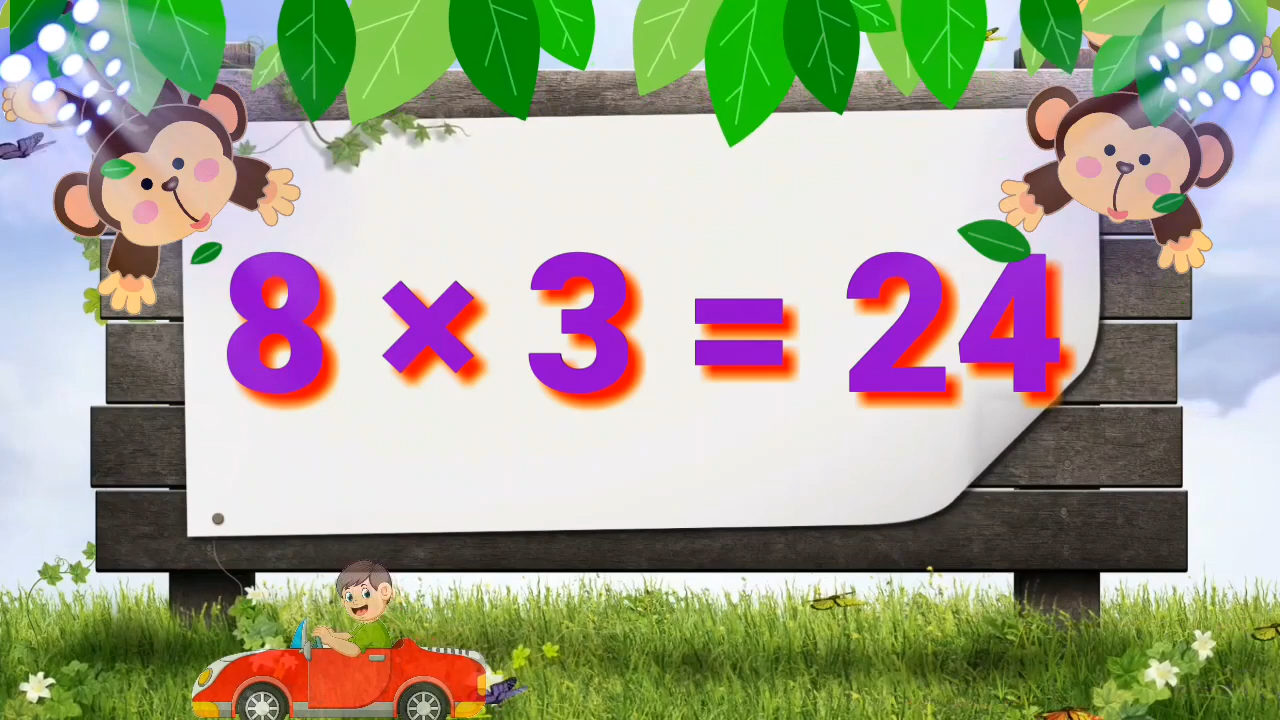 8 × 3 = 24